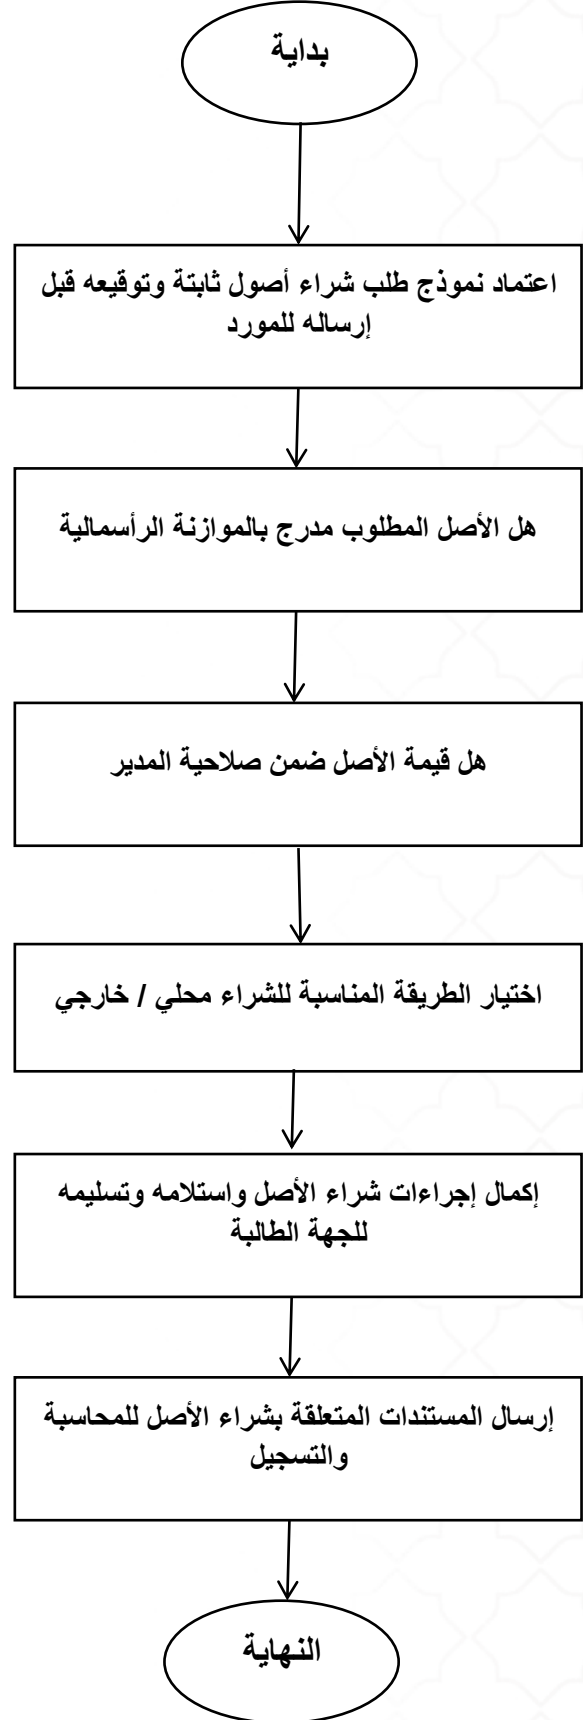 بداية
اعتماد نموذج طلب شراء أصول ثابتة وتوقيعه قبل
إرساله للمورد
هل الأصل المطلوب مدرج بالموازنة الرأسمالية
هل قيمة الأصل ضمن صلاحية المدير
اختيار الطريقة المناسبة للشراء محلي / خارجي
إكمال إجراءات شراء الأصل واستلامه وتسليمه
للجهة الطالبة
إرسال المستندات المتعلقة بشراء الأصل للمحاسبة
والتسجيل
النهاية